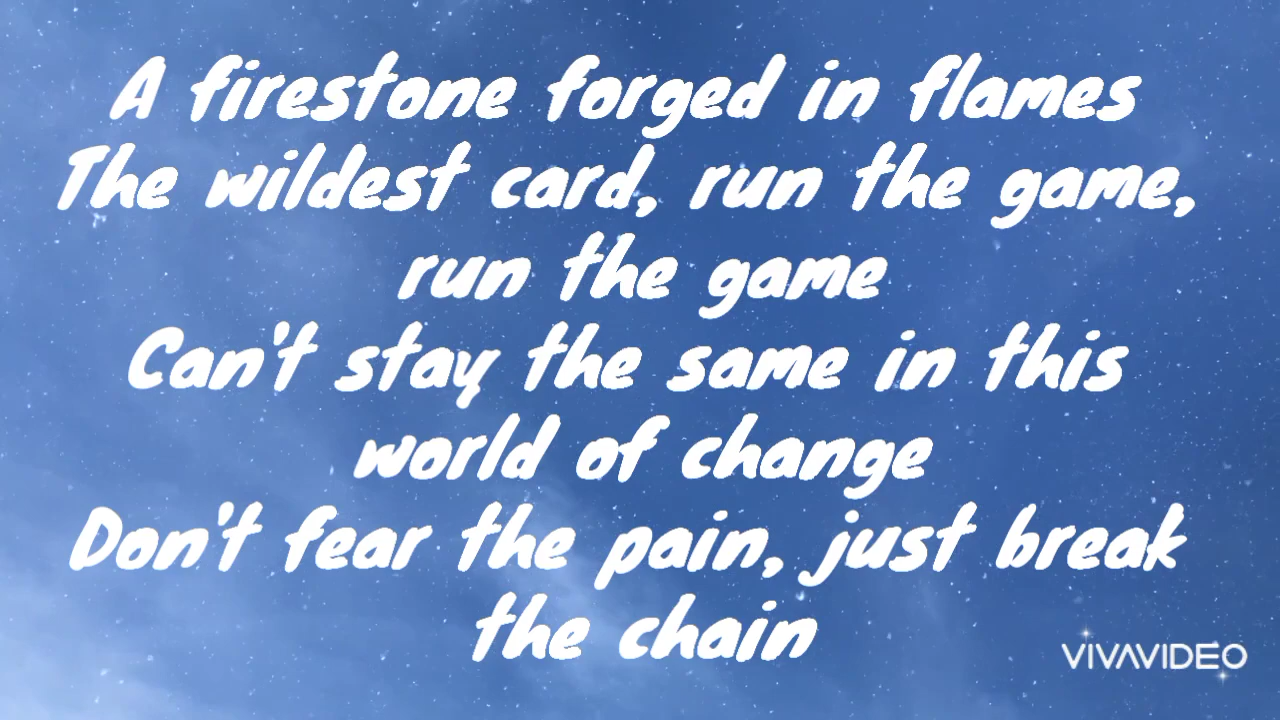 A firestone forged in flames
The wildest card, run the game,
run the game
Can't stay the same in this
world of change
Don't fear the pain, just break
the chain
VIVAVIDEO